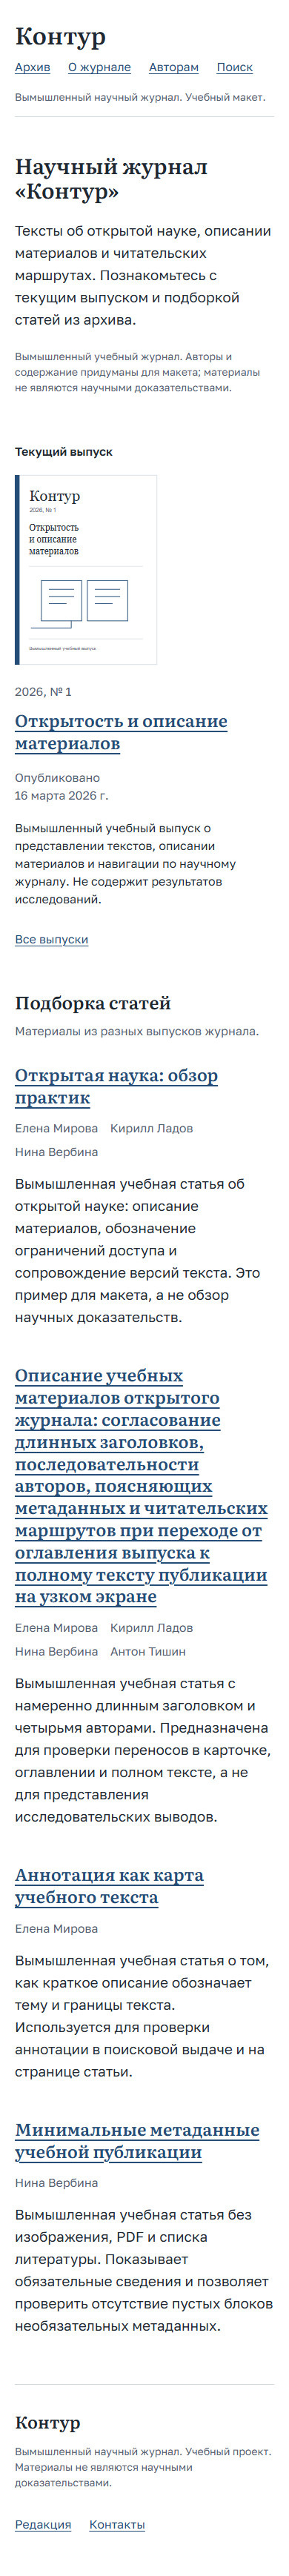 Контур
Архив О журнале Авторам Поиск
Вымышленный научный журнал. Учебный макет.
Научный журнал
«Контур»
Тексты об открытой науке, описании
материалов и читательских
маршрутах. Познакомьтесь с
текущим выпуском и подборкой
статей из архива.
Вымышленный учебный журнал. Авторы и
содержание придуманы для макета; материалы
не являются научными доказательствами.
Текущий выпуск
Контур
2026, № 1
Открытость
и описание
материалов
Вымышленный учебный выпуск
2026, № 1
Открытость и описание
материалов
Опубликовано
16 марта 2026 г.
Вымышленный учебный выпуск о
представлении текстов, описании
материалов и навигации по научному
журналу. Не содержит результатов
исследований.
Все выпуски
Подборка статей
Материалы из разных выпусков журнала.
Открытая наука: обзор
практик
Елена Мирова Кирилл Ладов
Нина Вербина
Вымышленная учебная статья об
открытой науке: описание
материалов, обозначение
ограничений доступа и
сопровождение версий текста. Это
пример для макета, а не обзор
научных доказательств.
Описание учебных
материалов открытого
журнала: согласование
длинных заголовков,
последовательности
авторов, поясняющих
метаданных и читательских
маршрутов при переходе от
оглавления выпуска к
полному тексту публикации
на узком экране
Елена Мирова Кирилл Ладов
Нина Вербина Антон Тишин
Вымышленная учебная статья с
намеренно длинным заголовком и
четырьмя авторами. Предназначена
для проверки переносов в карточке,
оглавлении и полном тексте, а не
для представления
исследовательских выводов.
Аннотация как карта
учебного текста
Елена Мирова
Вымышленная учебная статья о том,
как краткое описание обозначает
тему и границы текста.
Используется для проверки
аннотации в поисковой выдаче и на
странице статьи.
Минимальные метаданные
учебной публикации
Нина Вербина
Вымышленная учебная статья без
изображения, PDF и списка
литературы. Показывает
обязательные сведения и позволяет
проверить отсутствие пустых блоков
необязательных метаданных.
Контур
Вымышленный научный журнал. Учебный проект.
Материалы не являются научными
доказательствами.
Редакция Контакты